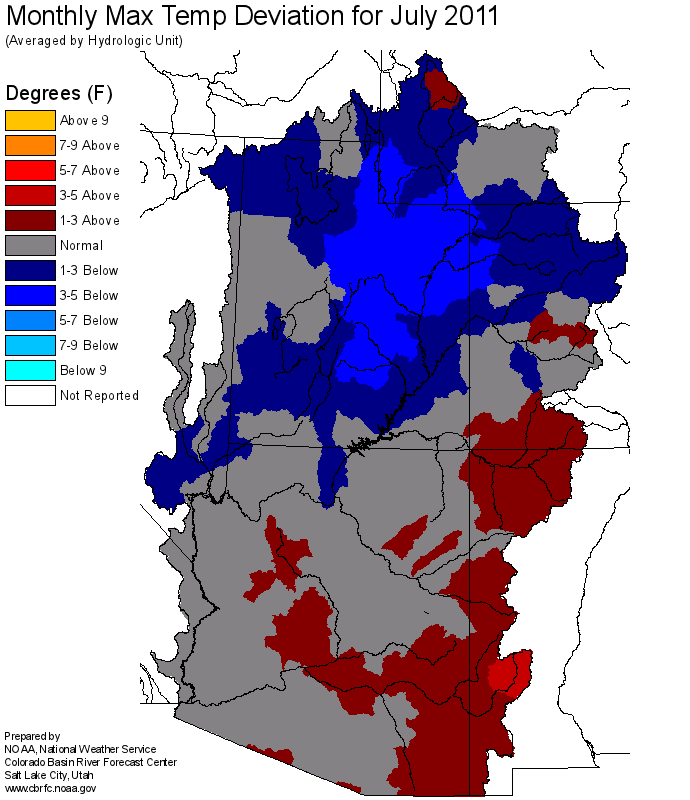 Monthly Max Temp Deviation for July 2011
(Averaged by Hydrologic Unit)
Degrees (F)
Above 9
7-9 Above
5-7 Above
3-5 Above
1-3 Above
Normal
1-3 Below
3-5 Below
5-7 Below
7-9 Below
Below 9
Not Reported
Prepared by
NOAA, National Weather Service
Colorado Basin River Forecast Center
Salt Lake City, Utah
www.cbrfc.noaa.gov